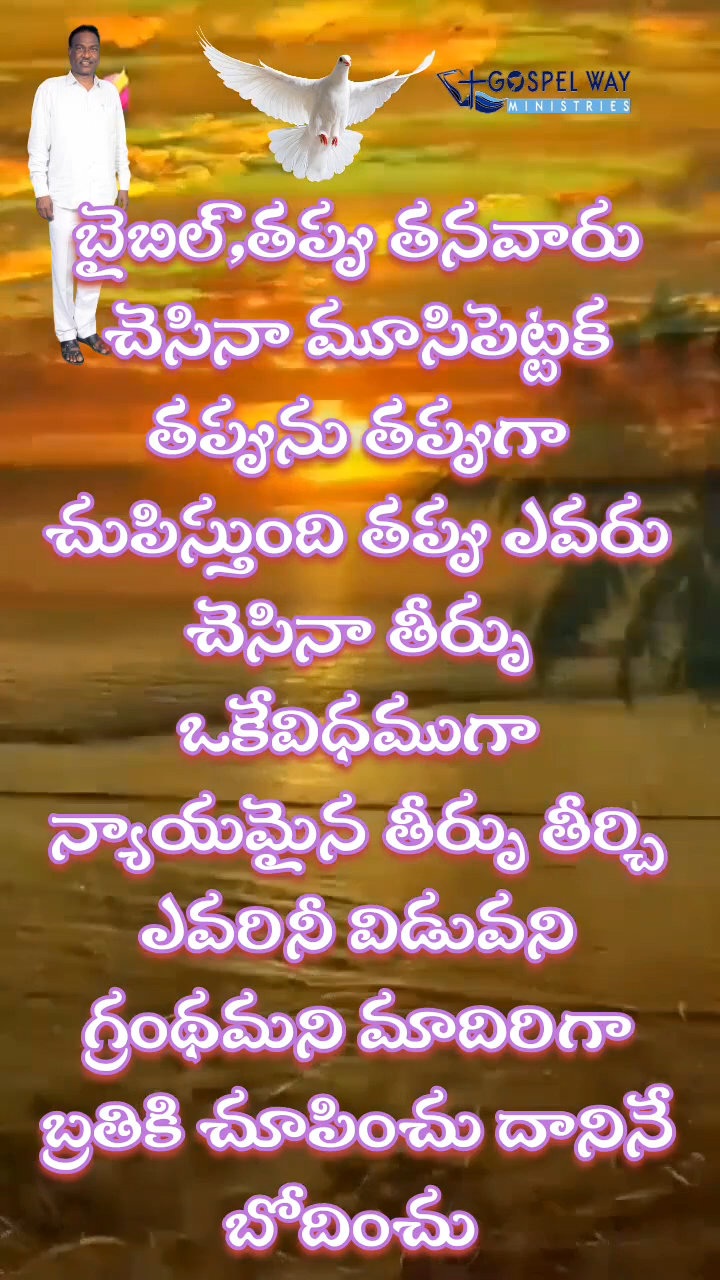 GOSPEL WAY
MINISTRIES
బైబిల్,తప్పు తనవారు
చెసినా మూసిపెట్టక
తప్పును తప్పుగా
చుపిస్తుంది తప్పు ఎవరు
చెసినా తీర్పు
ఒకేవిధముగా
న్యాయమైన తీర్పు తీర్చి
ఎవరినీ విడువని
గ్రంథమని మాదిరిగా
బ్రతికి చూపించు దానినే
బోదించు